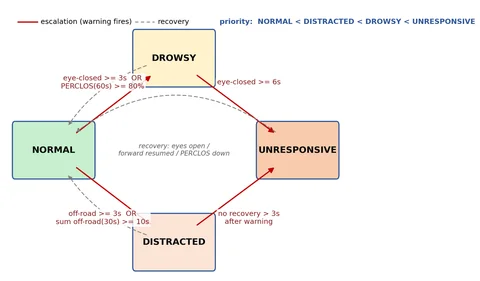 escalation (warning fires)
recovery
priority: NORMAL < DISTRACTED < DROWSY < UNRESPONSIVE
DROWSY
eye-closed >= 3s OR
PERCLOS(60s) >= 80%
eye-closed >= 6s
NORMAL
recovery: eyes open /
forward resumed / PERCLOS down
UNRESPONSIVE
off-road >= 3s OR
sum off-road(30s) >= 10s
no recovery > 3s
after warning
DISTRACTED